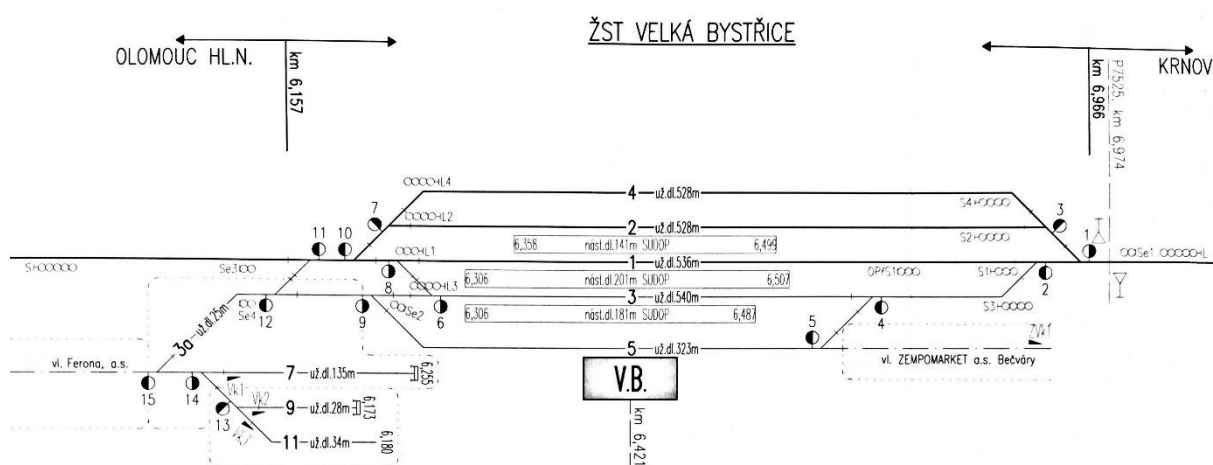 ŽST VELKÁ BYSTŘICE
OLOMOUC HL.N.
KRNOV
km 6,157
km 6,966
P7525, km 6,974
L4
4 už.dl.528m
S4
7
3
L2
2 už.dl.528m
S2
11
10
1
6,358 nást.dl.141m SUDOP 6,499
L1
Se1
L
S
Se3
1 už.dl.536m
OPřS1
S1
8
2
6,306 nást.dl.201m SUDOP 6,507
L3
3 už.dl.540m
S3
Se4
12
9
Se2
6
4
6,306 nást.dl.181m SUDOP 6,487
3a už.dl.25m
5
ZVk1
5 už.dl.323m
vl. Ferona, a.s.
vl. ZEMPOMARKET a.s. Bečváry
7 už.dl.135m
6,255
V.B.
km 6,421
15
14
Vk1
Vk2
9 už.dl.28m
6,173
13
Vk3
11 už.dl.34m
6,180